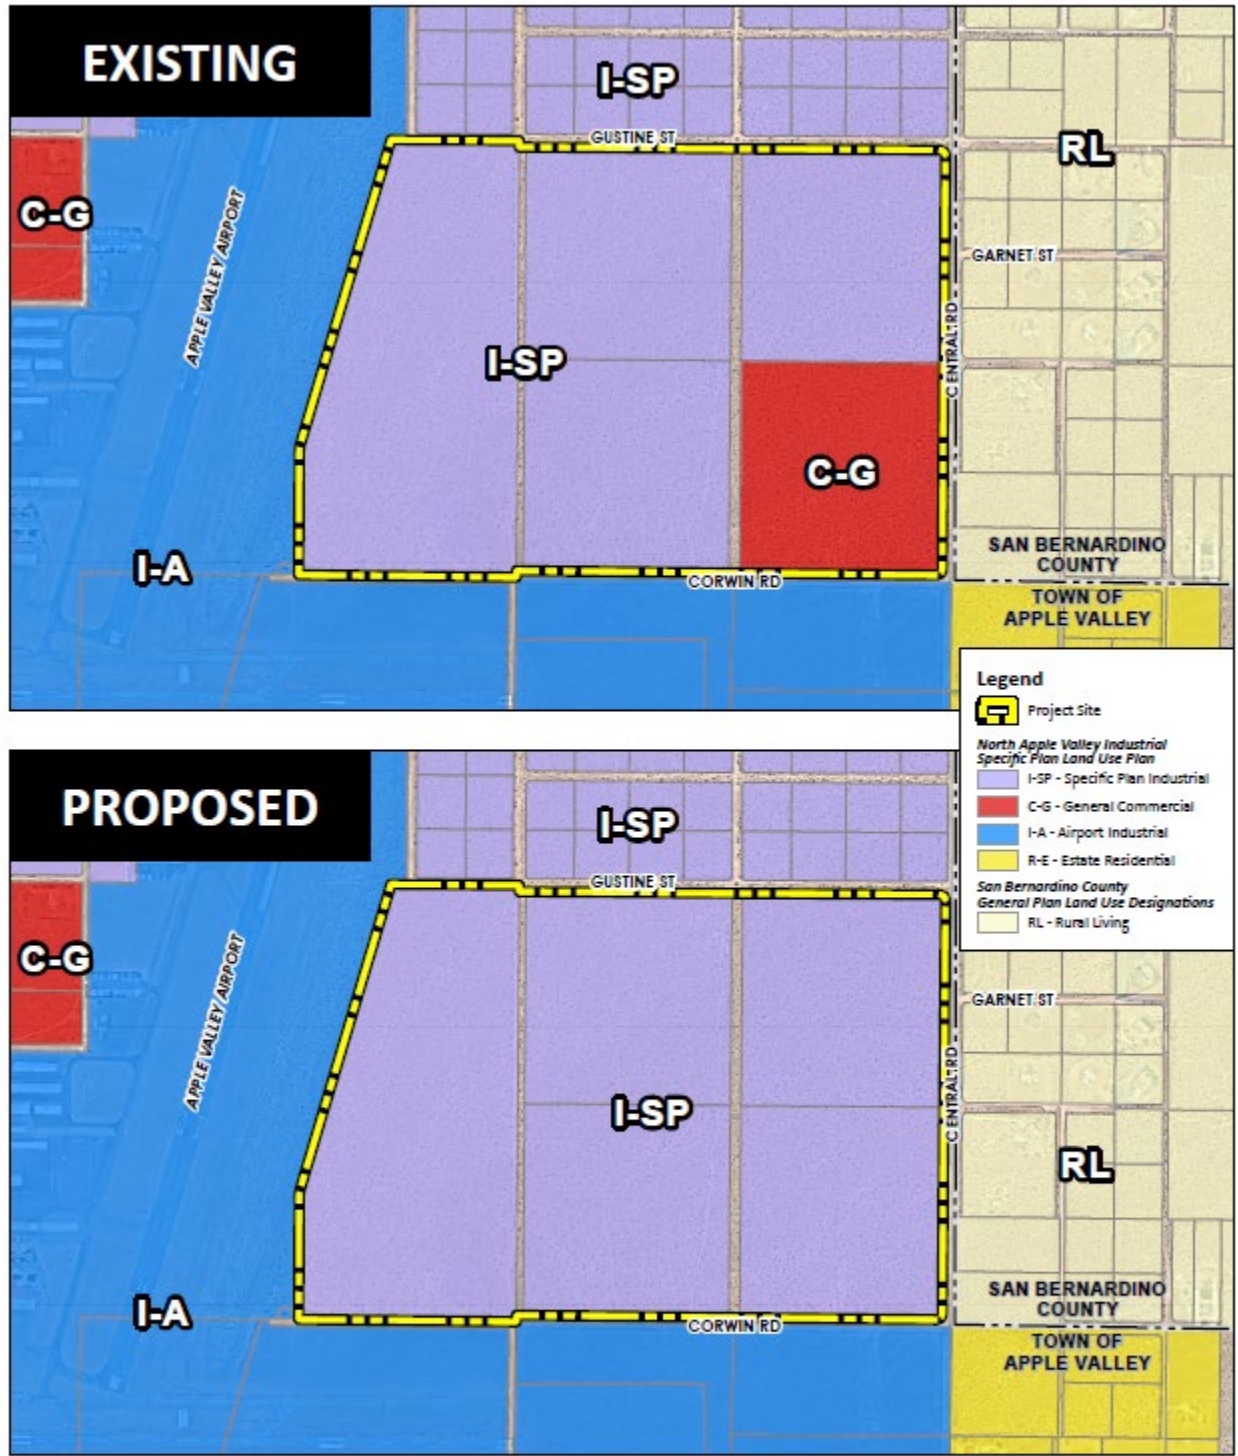 EXISTING
I-SP
GUSTINE ST
RL
C-G
APPLE VALLEY AIRPORT
GARNET ST
CENTRAL RD
I-SP
C-G
I-A
SAN BERNARDINO
COUNTY
CORWIN RD
TOWN OF
APPLE VALLEY
Legend
Project Site
North Apple Valley Industrial
Specific Plan Land Use Plan
I-SP - Specific Plan Industrial
C-G - General Commercial
I-A - Airport Industrial
R-E - Estate Residential
San Bernardino County
General Plan Land Use Designations
RL - Rural Living
PROPOSED
I-SP
GUSTINE ST
C-G
APPLE VALLEY AIRPORT
GARNET ST
CENTRAL RD
I-SP
RL
I-A
SAN BERNARDINO
COUNTY
CORWIN RD
TOWN OF
APPLE VALLEY